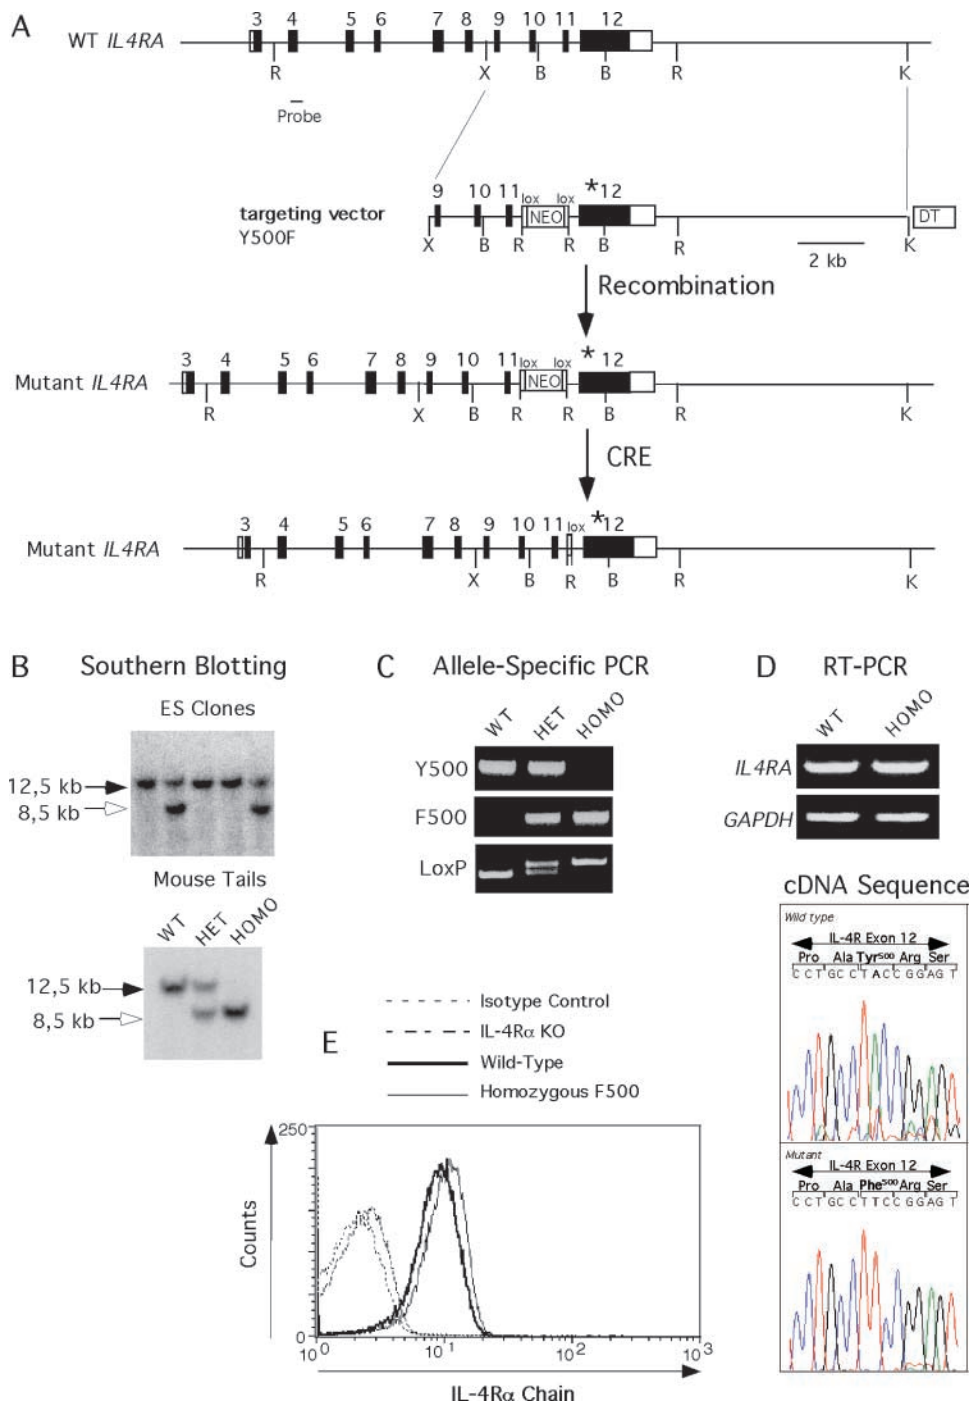 A
3 4 5 6 7 8 9 10 11 12
WT IL4RA
R X B B R K
Probe
9 10 11 lox lox * 12
targeting vector
Y500F
NEO
DT
X B R R B R K
2 kb
Recombination
3 4 5 6 7 8 9 10 11 lox lox * 12
Mutant IL4RA
NEO
R X B R R B R K
CRE
3 4 5 6 7 8 9 10 11 lox * 12
Mutant IL4RA
R X B R B R K
B Southern Blotting
ES Clones
12,5 kb
8,5 kb
Mouse Tails
WT HET HOMO
12,5 kb
8,5 kb
C Allele-Specific PCR
WT HET HOMO
Y500
F500
LoxP
D RT-PCR
WT HOMO
IL4RA
GAPDH
cDNA Sequence
Wild type
IL-4R Exon 12
Pro Ala Tyr500 Arg Ser
C C T G C C T A C C G G A G T
Mutant
IL-4R Exon 12
Pro Ala Phe500 Arg Ser
C C T G C C T T C C G G A G T
E
Isotype Control
IL-4Rα KO
Wild-Type
Homozygous F500
250
Counts
0
10^0 10^1 10^2 10^3
IL-4Rα Chain